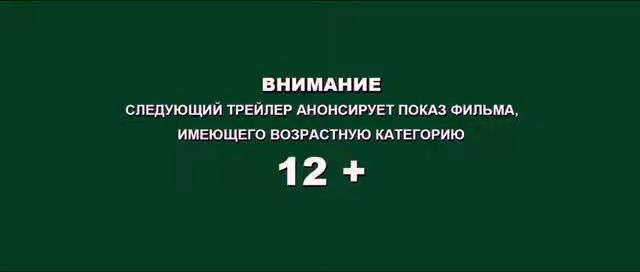 ВНИМАНИЕ
СЛЕДУЮЩИЙ ТРЕЙЛЕР АНОНСИРУЕТ ПОКАЗ ФИЛЬМА,
ИМЕЮЩЕГО ВОЗРАСТНУЮ КАТЕГОРИЮ
12 +